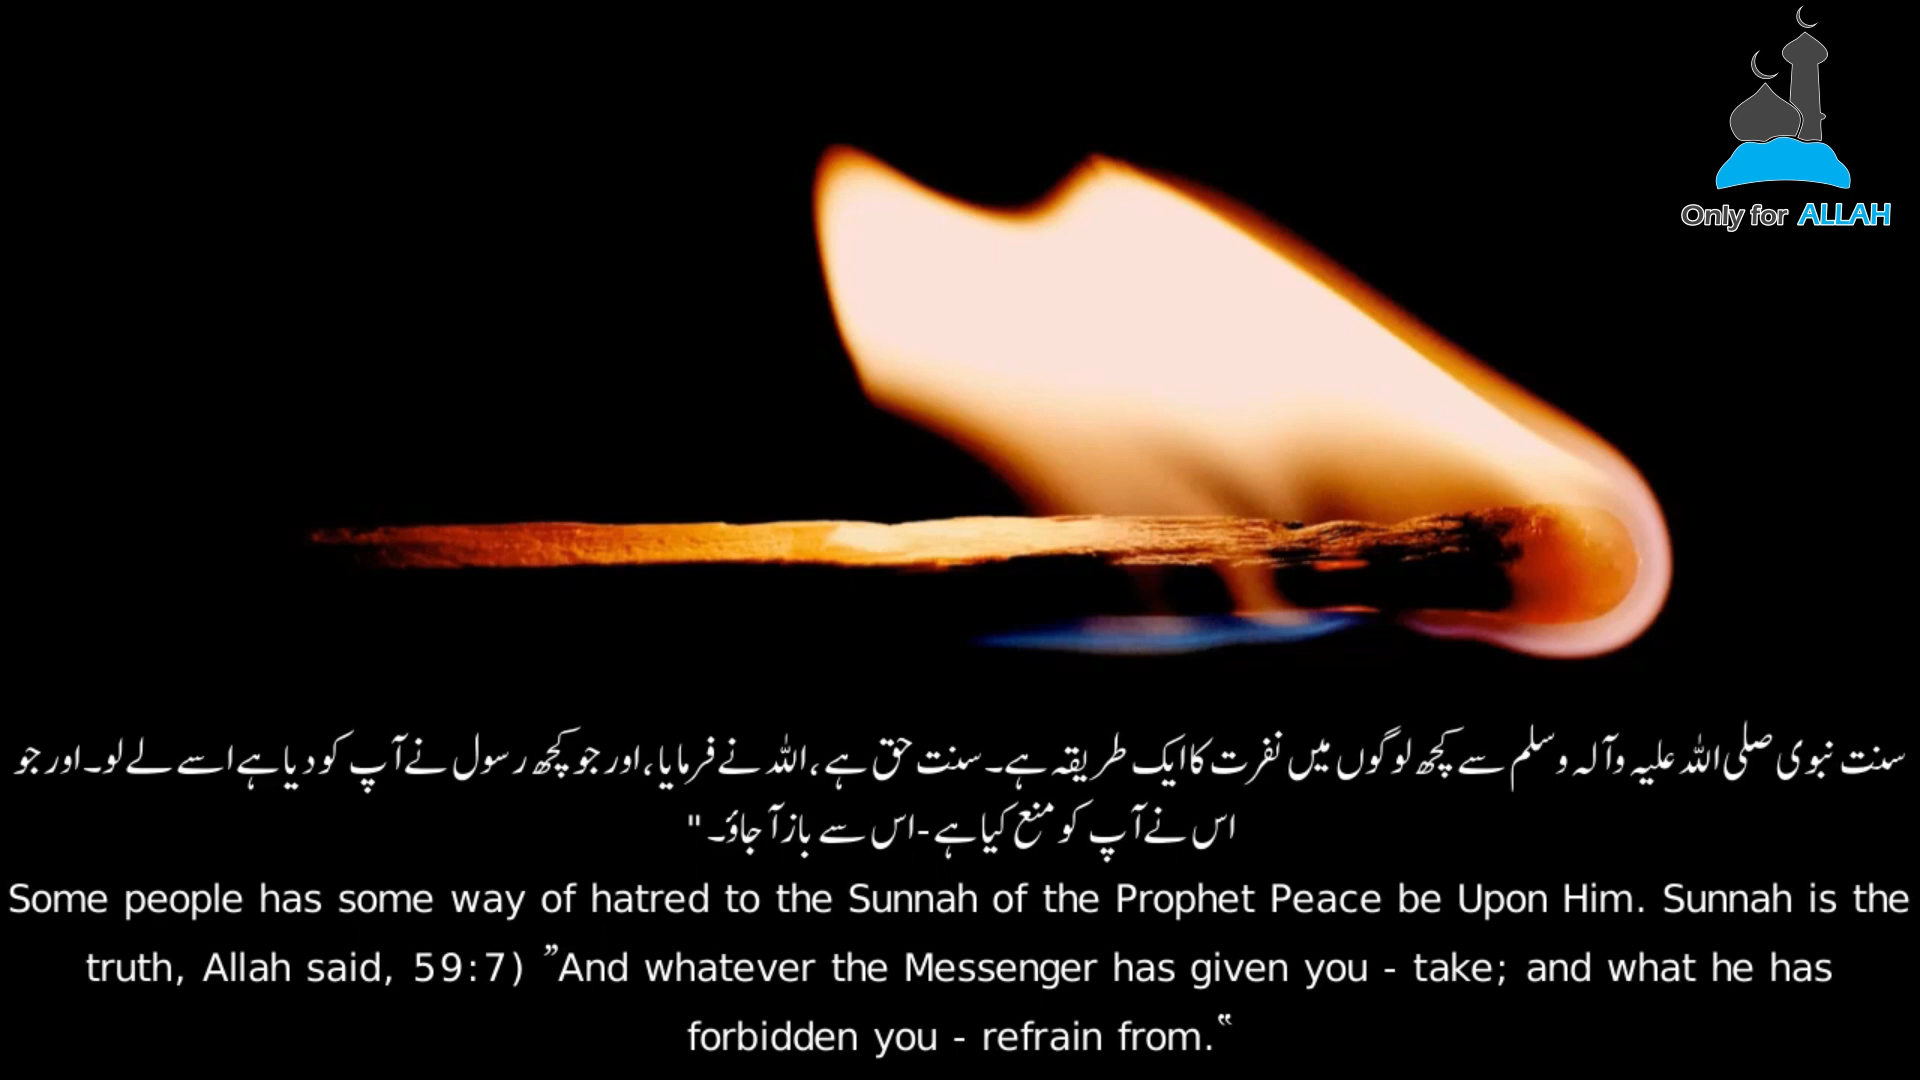 Only for ALLAH
سنت نبوی صلی اللہ علیہ وآلہ وسلم سے کچھ لوگوں میں نفرت کا ایک طریقہ ہے۔ سنت حق ہے، اللہ نے فرمایا، اور جو کچھ رسول نے آپ کو دیا ہے اسے لے لو۔ اور جو
اس نے آپ کو منع کیا ہے - اس سے باز آ جاؤ۔ "
Some people has some way of hatred to the Sunnah of the Prophet Peace be Upon Him. Sunnah is the
truth, Allah said, 59:7) ”And whatever the Messenger has given you - take; and what he has
forbidden you - refrain from.“